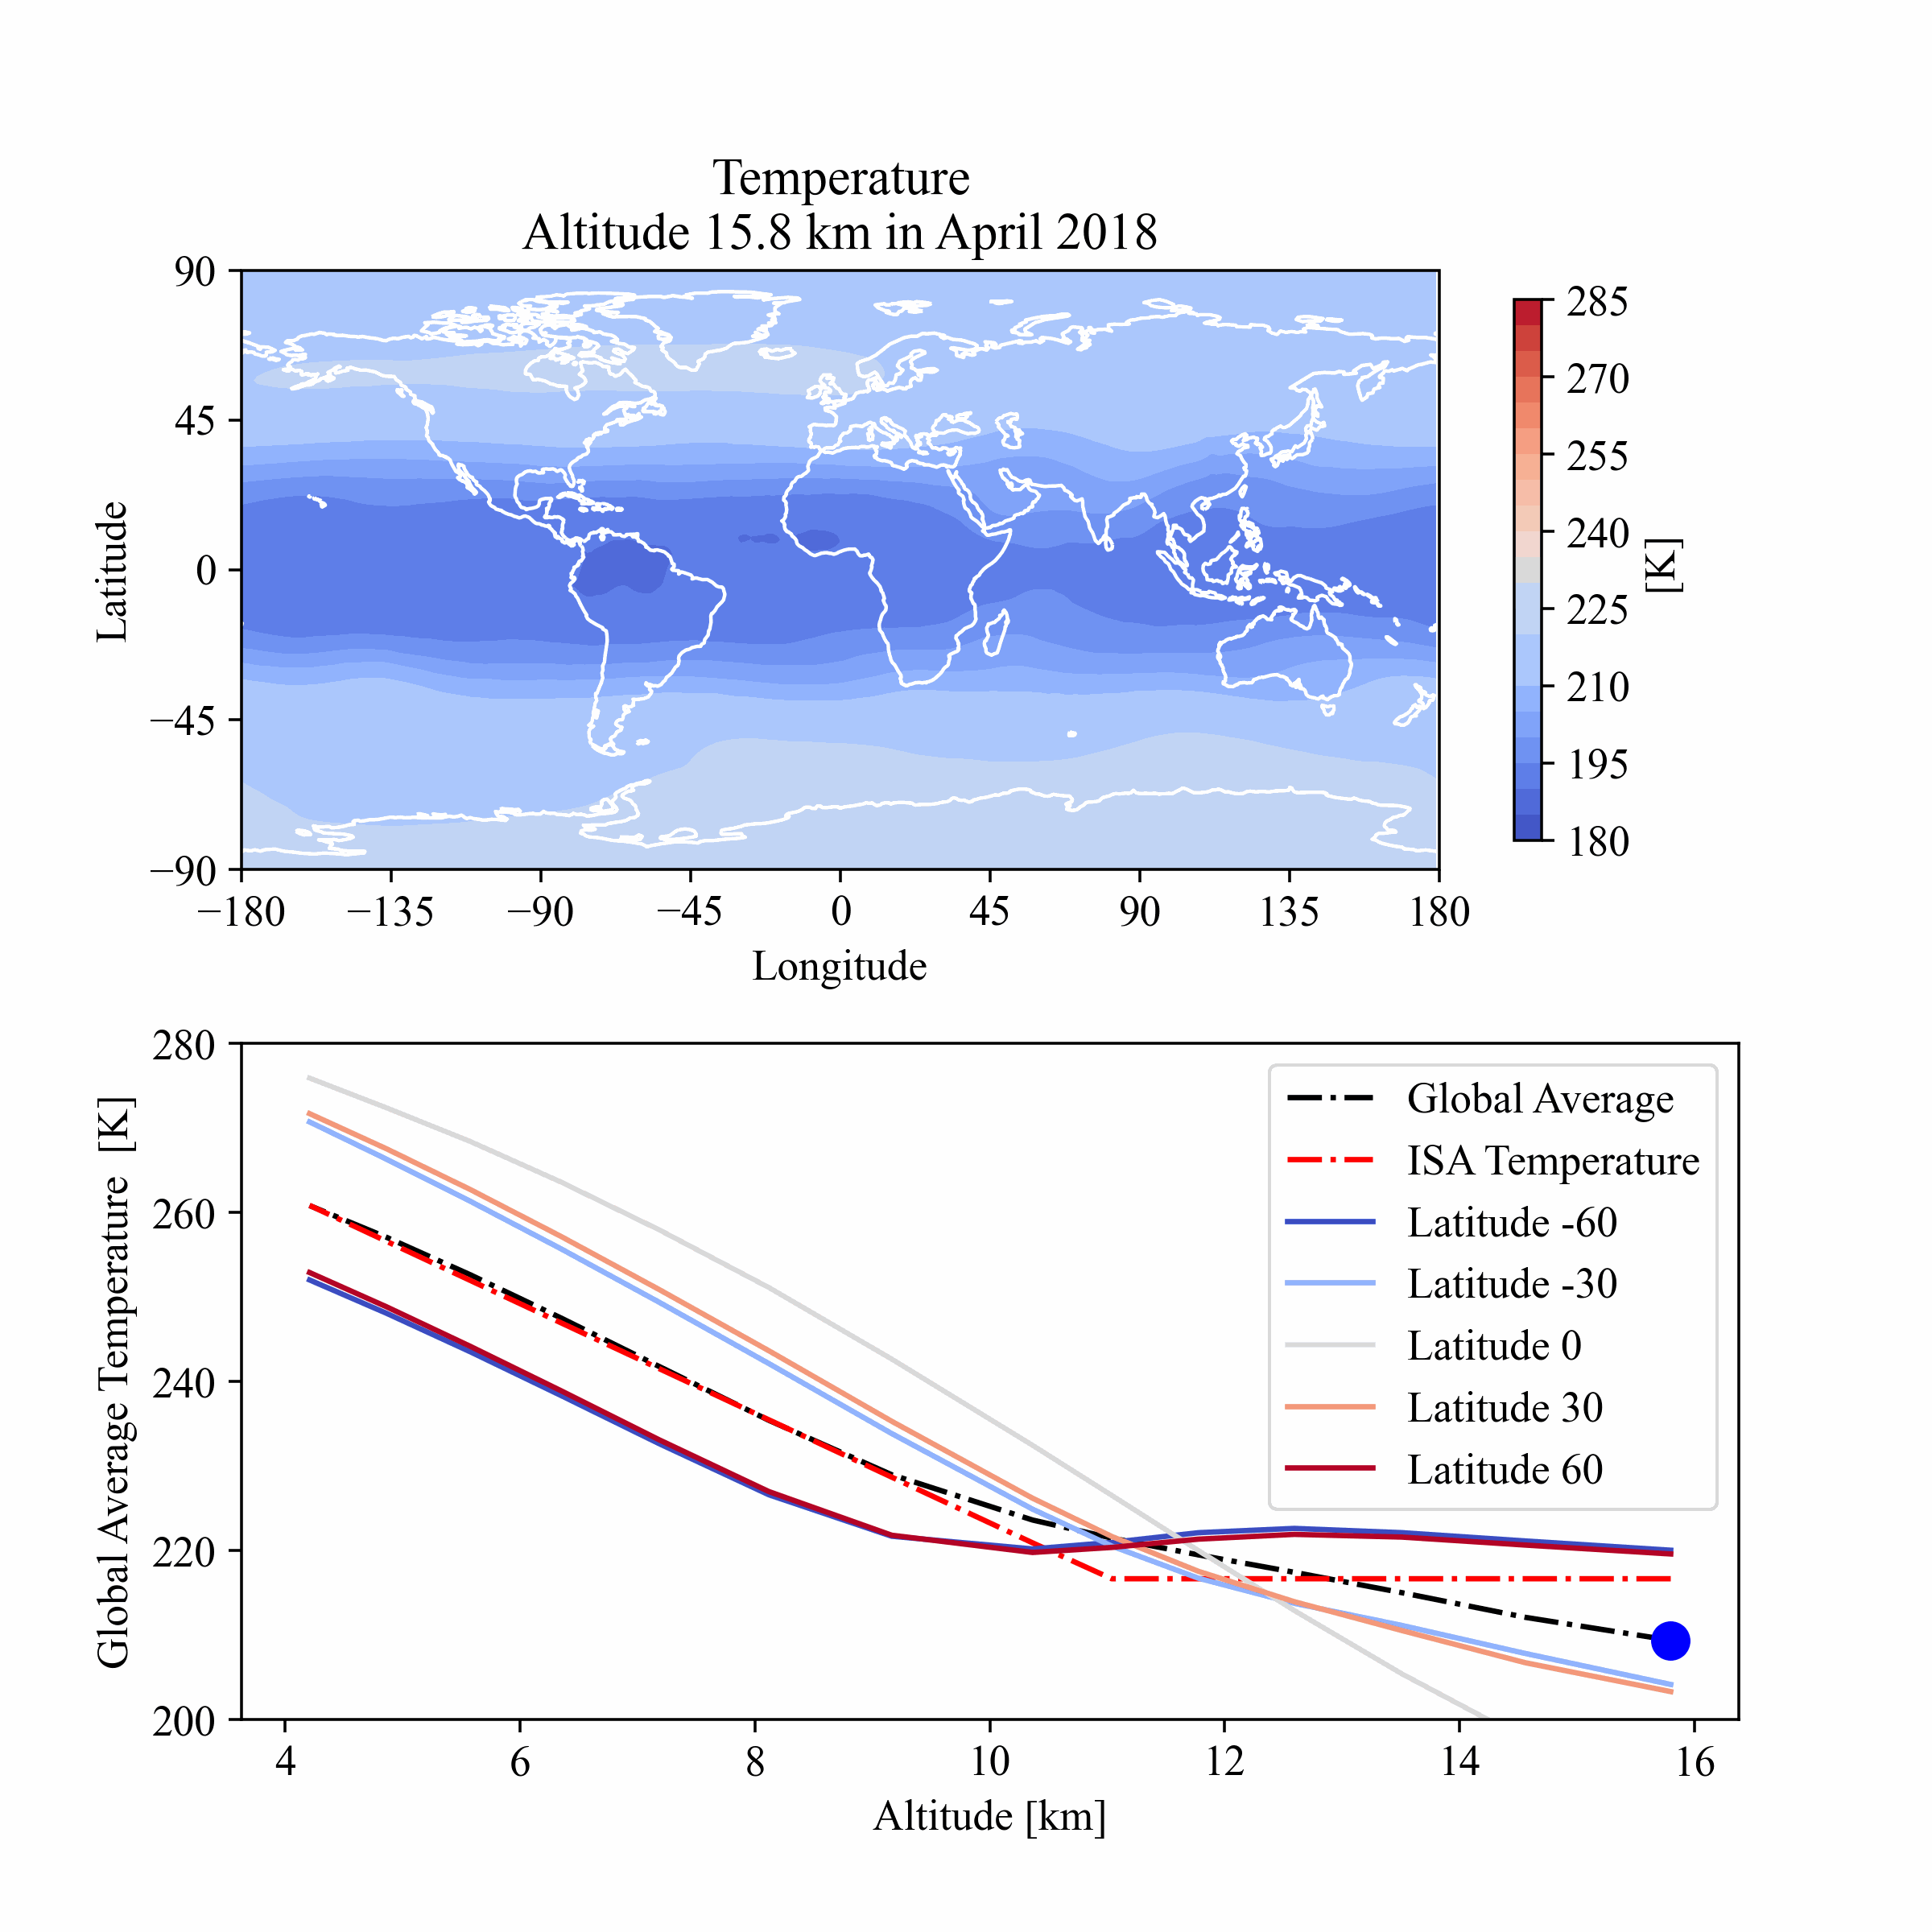 Temperature
Altitude 15.8 km in April 2018
90
45
0
−45
−90
Latitude
−180 −135 −90 −45 0 45 90 135 180
Longitude
285
270
255
240
225
210
195
180
[K]
280
260
240
220
200
Global Average Temperature [K]
Global Average
ISA Temperature
Latitude -60
Latitude -30
Latitude 0
Latitude 30
Latitude 60
4 6 8 10 12 14 16
Altitude [km]